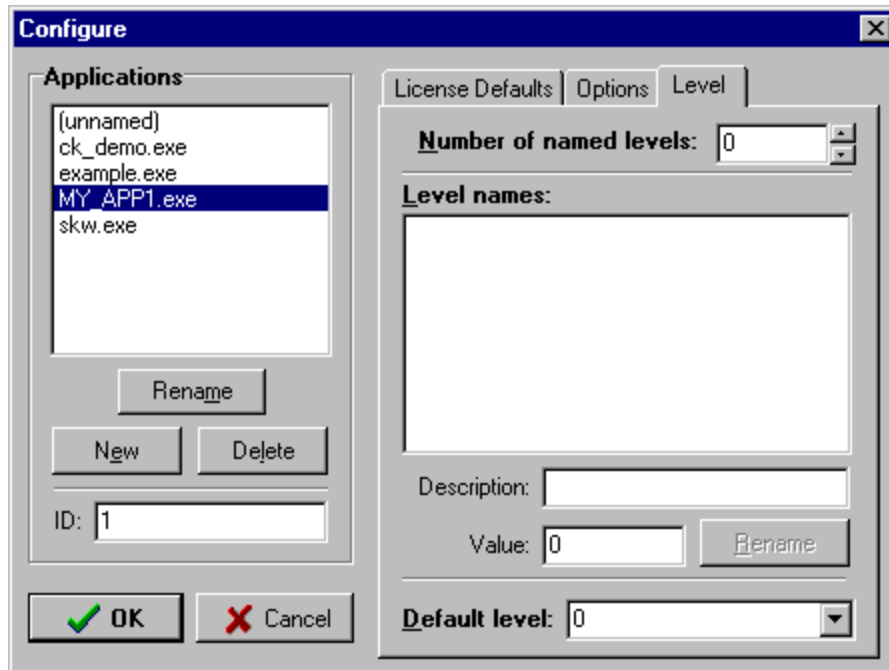 Configure
Applications
(unnamed)
ck_demo.exe
example.exe
MY_APP1.exe
skw.exe
Rename
New
Delete
ID: 1
OK
Cancel
License Defaults
Options
Level
Number of named levels: 0
Level names:
Description:
Value: 0
Rename
Default level: 0